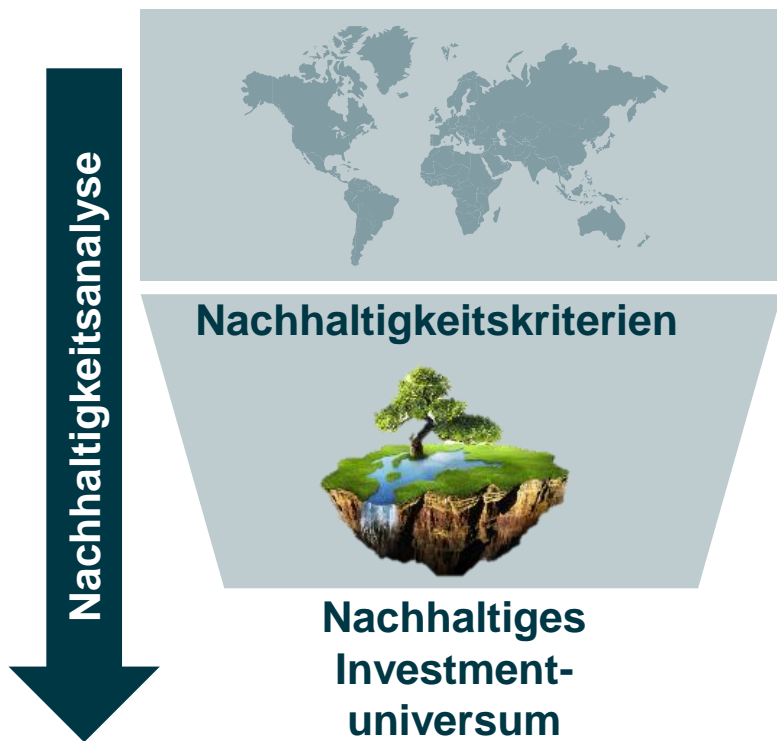 Nachhaltigkeitsanalyse
Nachhaltigkeitskriterien
Nachhaltiges
Investment-
universum